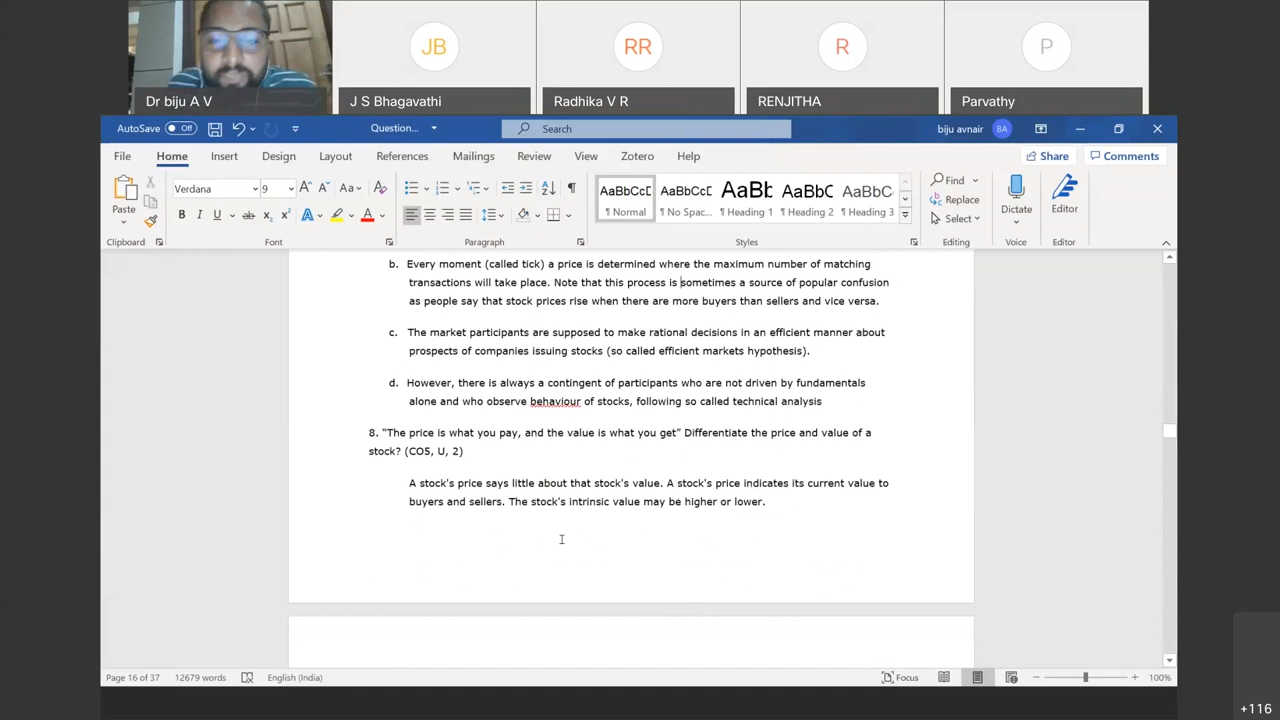 JB
RR
R
P
Dr biju A V
J S Bhagavathi
Radhika V R
RENJITHA
Parvathy
AutoSave Off
Question...
Search
biju avnair BA
File Home Insert Design Layout References Mailings Review View Zotero Help
Share Comments
Paste
Verdana 9
Clipboard
Font
Paragraph
AaBbCcD AaBbCcD AaBb AaBbC AaBbCcD
¶ Normal ¶ No Spac... ¶ Heading 1 ¶ Heading 2 ¶ Heading 3
Styles
Find
Replace
Select
Editing
Dictate
Voice
Editor
Editor
b. Every moment (called tick) a price is determined where the maximum number of matching
transactions will take place. Note that this process is sometimes a source of popular confusion
as people say that stock prices rise when there are more buyers than sellers and vice versa.
c. The market participants are supposed to make rational decisions in an efficient manner about
prospects of companies issuing stocks (so called efficient markets hypothesis).
d. However, there is always a contingent of participants who are not driven by fundamentals
alone and who observe behaviour of stocks, following so called technical analysis
8. “The price is what you pay, and the value is what you get” Differentiate the price and value of a
stock? (CO5, U, 2)
A stock's price says little about that stock's value. A stock's price indicates its current value to
buyers and sellers. The stock's intrinsic value may be higher or lower.
Page 16 of 37 12679 words English (India) Focus 100%
+116